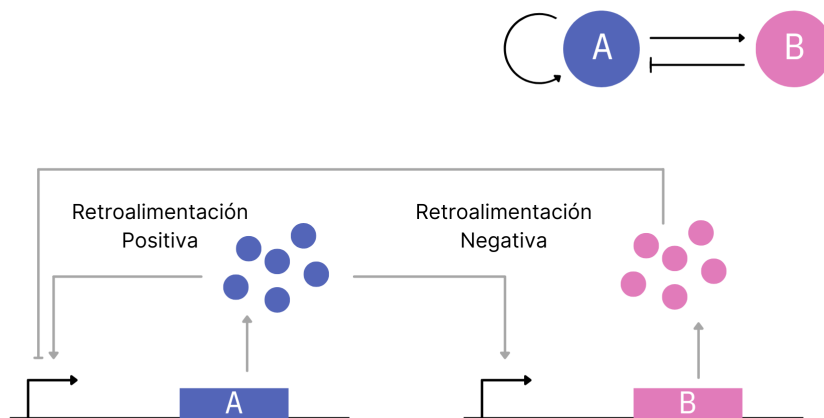 A
B
Retroalimentación
Positiva
Retroalimentación
Negativa
A
B